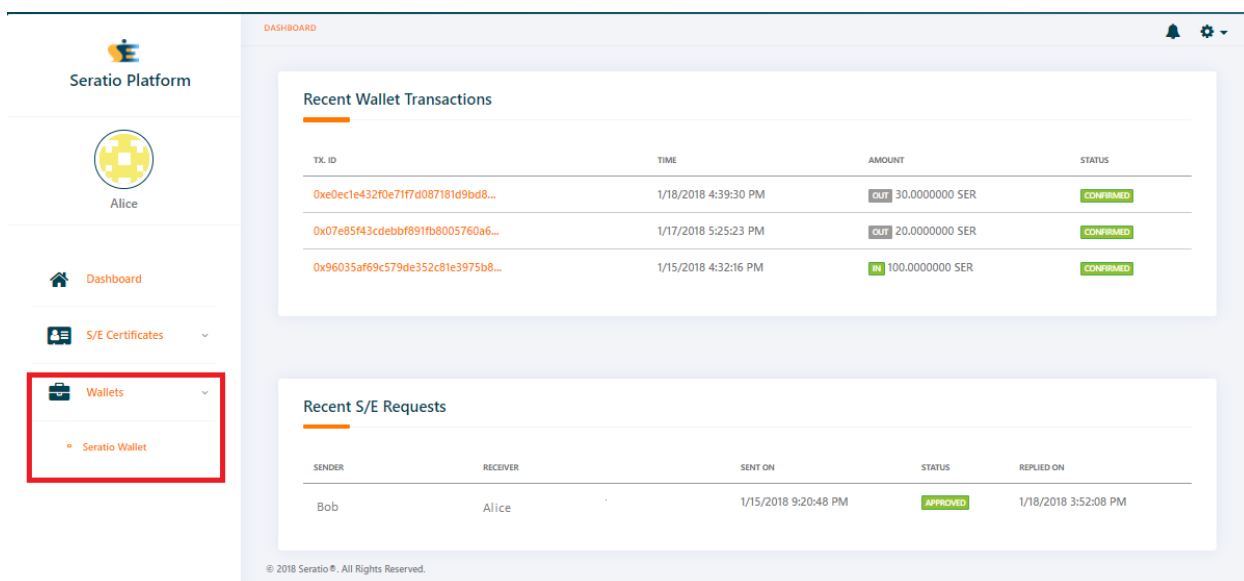 DASHBOARD
Seratio Platform
Alice
Dashboard
S/E Certificates
Wallets
Seratio Wallet
Recent Wallet Transactions
TX. ID TIME AMOUNT STATUS
0xe0ec1e432f0e71f7d087181d9bd8... 1/18/2018 4:39:30 PM OUT 30.0000000 SER CONFIRMED
0x07e85f43cdebbf891fb8005760a6... 1/17/2018 5:25:23 PM OUT 20.0000000 SER CONFIRMED
0x96035af69c579de352c81e3975b8... 1/15/2018 4:32:16 PM IN 100.0000000 SER CONFIRMED
Recent S/E Requests
SENDER RECEIVER SENT ON STATUS REPLIED ON
Bob Alice 1/15/2018 9:20:48 PM APPROVED 1/18/2018 3:52:08 PM
© 2018 Seratio®. All Rights Reserved.